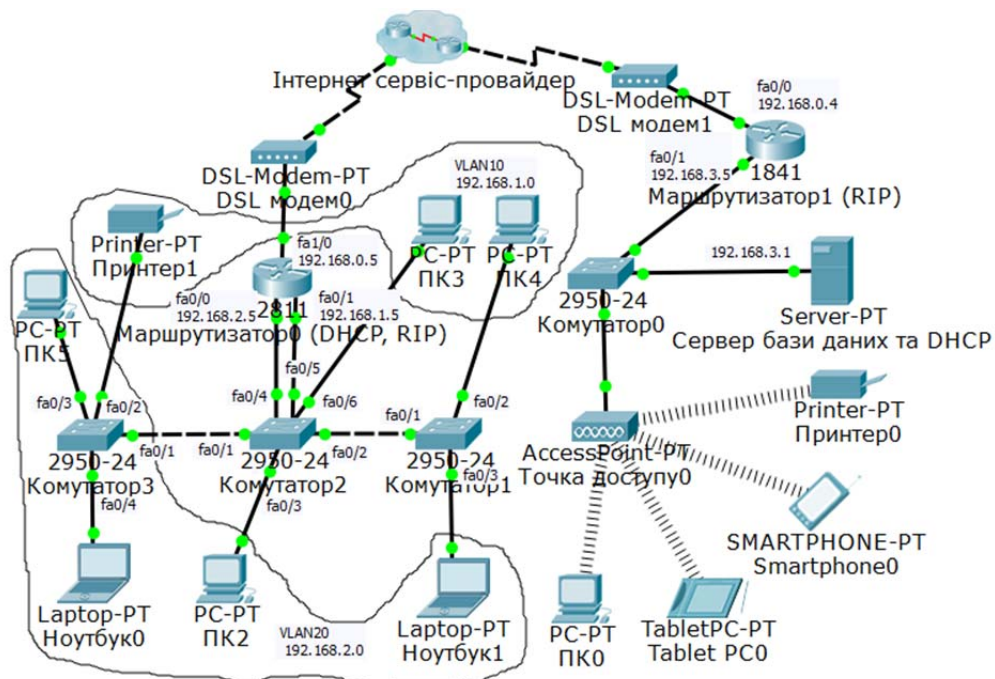 Інтернет сервіс-провайдер
DSL-Modem-PT
DSL модем1
fa0/0
192.168.0.4
fa0/1
192.168.3.5
1841
Маршрутизатор1 (RIP)
DSL-Modem-PT
DSL модем0
VLAN10
192.168.1.0
Printer-PT
Принтер1
fa1/0
192.168.0.5
PC-PT
ПК3
PC-PT
ПК4
192.168.3.1
2950-24
Комутатор0
Server-PT
Сервер бази даних та DHCP
PC-PT
ПК5
fa0/0
192.168.2.5
2811
fa0/1
192.168.1.5
Маршрутизатор0 (DHCP, RIP)
fa0/3
fa0/2
fa0/4
fa0/5
fa0/6
fa0/1
fa0/2
Printer-PT
Принтер0
2950-24
Комутатор3
fa0/1
fa0/1
2950-24
Комутатор2
fa0/2
2950-24
Комутатор1
fa0/3
AccessPoint-PT
Точка доступу0
fa0/4
fa0/3
SMARTPHONE-PT
Smartphone0
Laptop-PT
Ноутбук0
PC-PT
ПК2
VLAN20
192.168.2.0
Laptop-PT
Ноутбук1
PC-PT
ПК0
TabletPC-PT
Tablet PC0